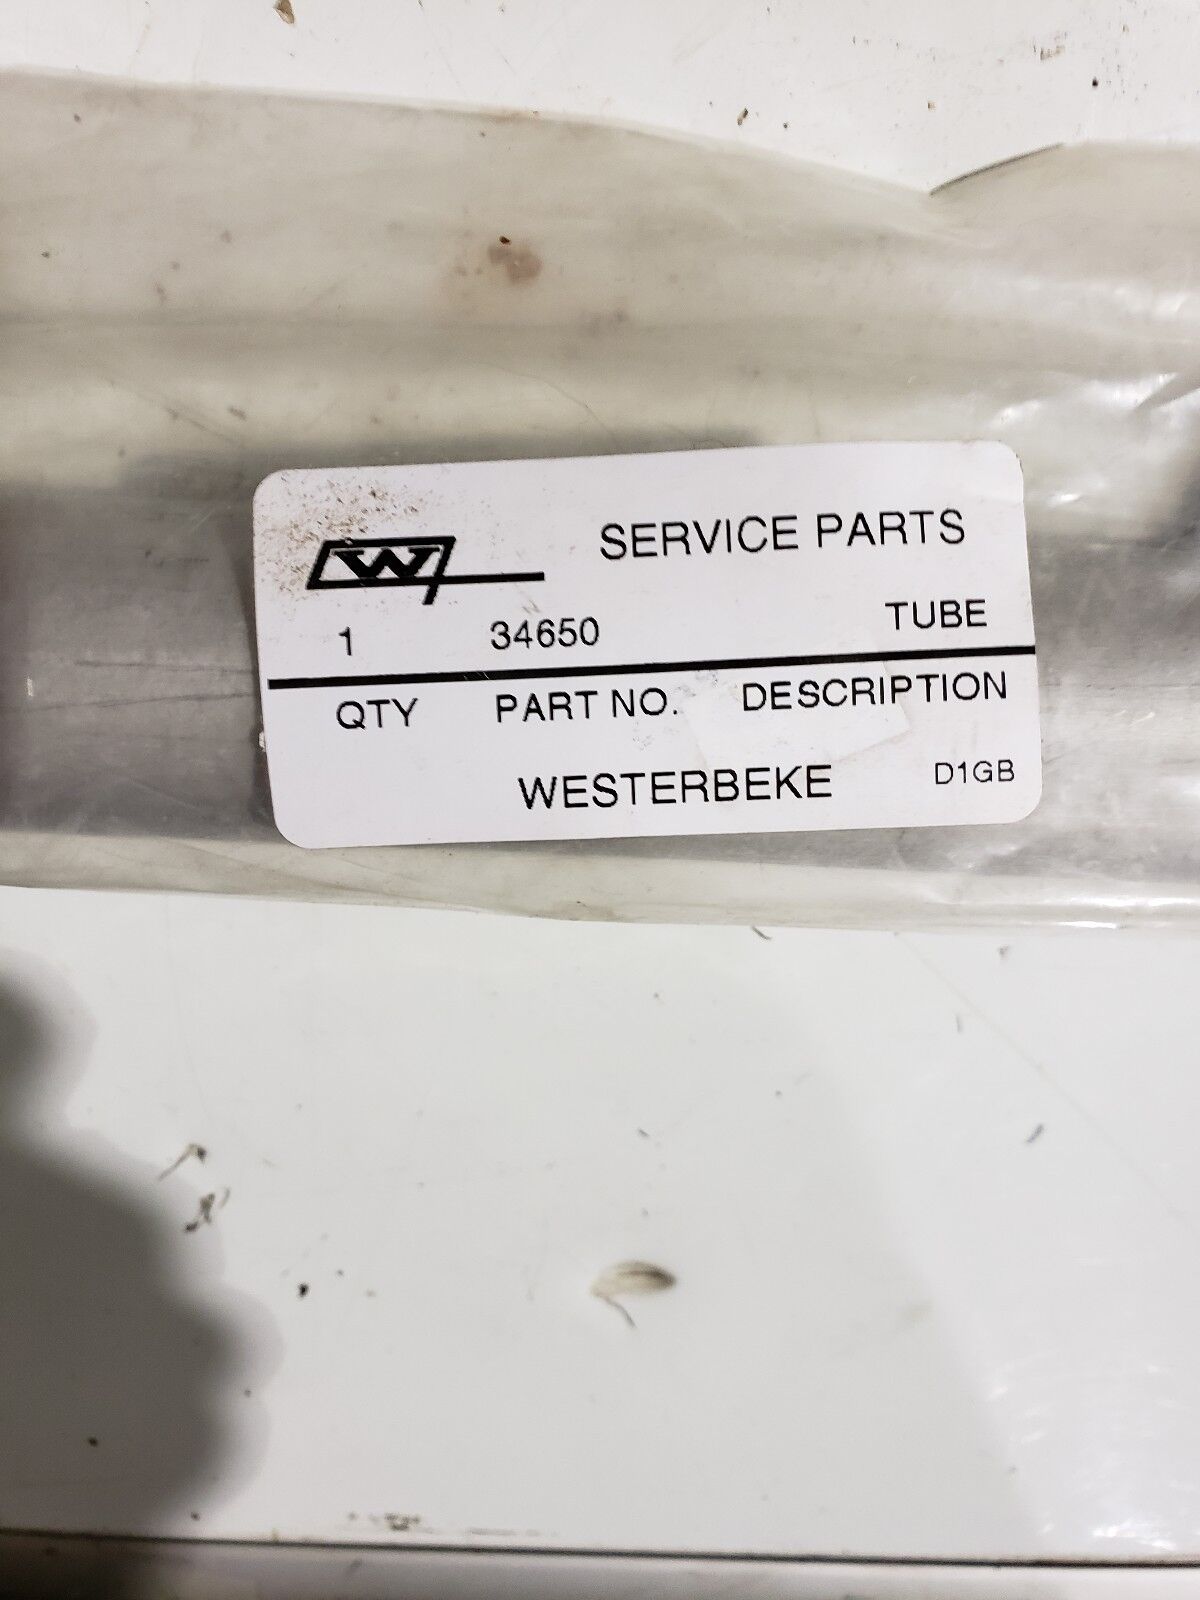 W SERVICE PARTS
1 34650 TUBE
QTY PART NO. DESCRIPTION
WESTERBEKE D1GB